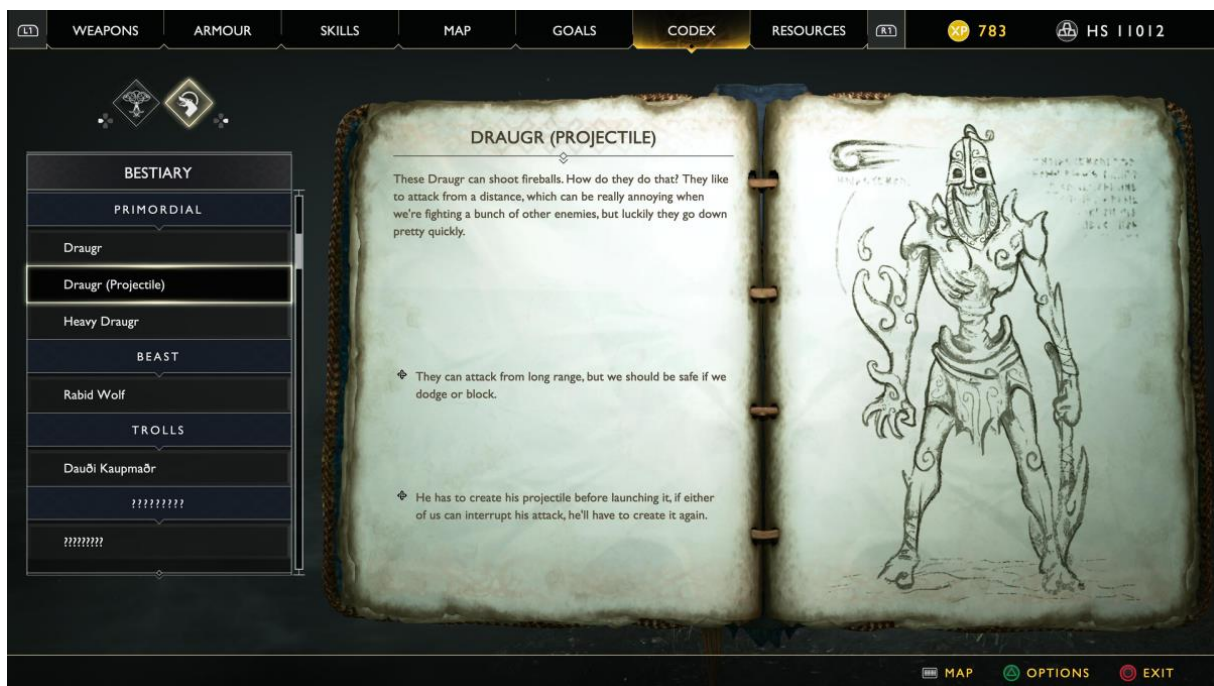 L1 WEAPONS ARMOUR SKILLS MAP GOALS CODEX RESOURCES R1 XP 783 HS 11012
BESTIARY
PRIMORDIAL
Draugr
Draugr (Projectile)
Heavy Draugr
BEAST
Rabid Wolf
TROLLS
Dauði Kaupmaðr
?????????
?????????
DRAUGR (PROJECTILE)
These Draugr can shoot fireballs. How do they do that? They like
to attack from a distance, which can be really annoying when
we're fighting a bunch of other enemies, but luckily they go down
pretty quickly.
They can attack from long range, but we should be safe if we
dodge or block.
He has to create his projectile before launching it, if either
of us can interrupt his attack, he'll have to create it again.
MAP OPTIONS EXIT